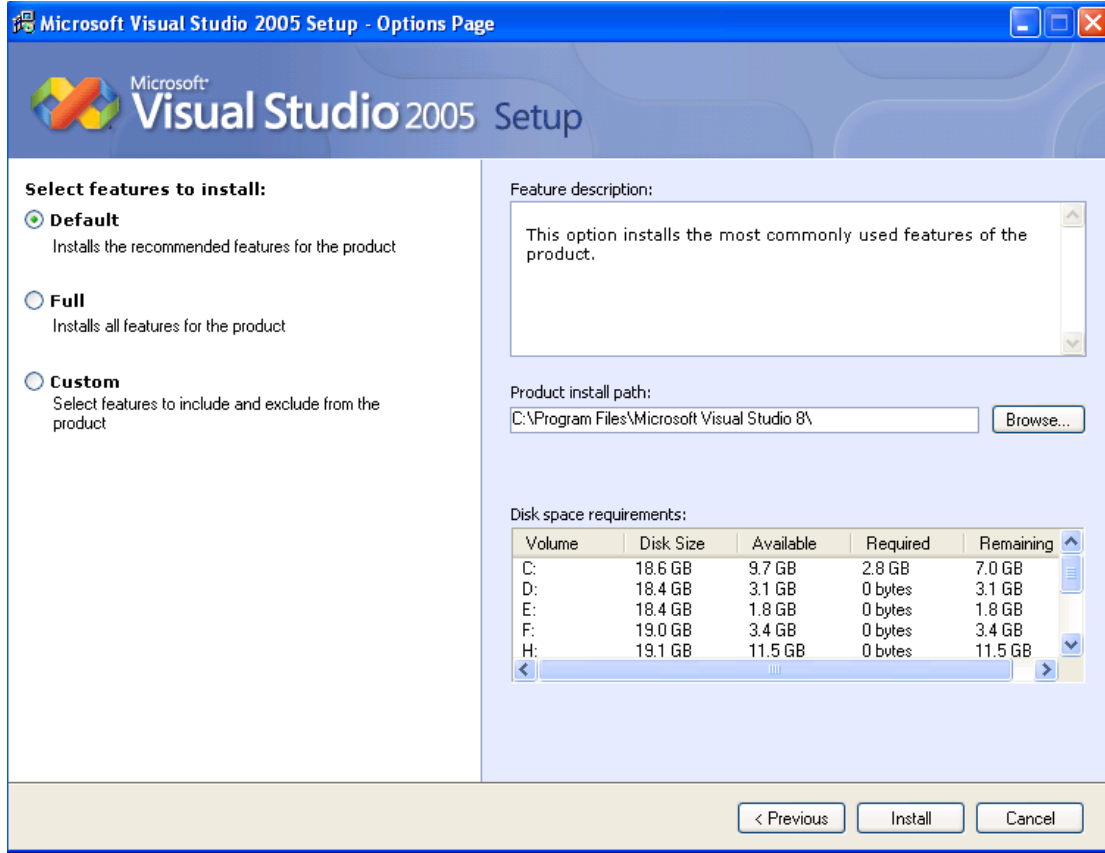 Microsoft Visual Studio 2005 Setup - Options Page
Microsoft
Visual Studio 2005 Setup
Select features to install:
Default
Installs the recommended features for the product
Full
Installs all features for the product
Custom
Select features to include and exclude from the
product
Feature description:
This option installs the most commonly used features of the
product.
Product install path:
C:\Program Files\Microsoft Visual Studio 8\
Browse...
Disk space requirements:
Volume Disk Size Available Required Remaining
C: 18.6 GB 9.7 GB 2.8 GB 7.0 GB
D: 18.4 GB 3.1 GB 0 bytes 3.1 GB
E: 18.4 GB 1.8 GB 0 bytes 1.8 GB
F: 19.0 GB 3.4 GB 0 bytes 3.4 GB
H: 19.1 GB 11.5 GB 0 bytes 11.5 GB
< Previous Install Cancel